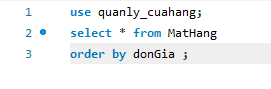 1 use quanly_cuahang;
2 select * from MatHang
3 order by donGia ;